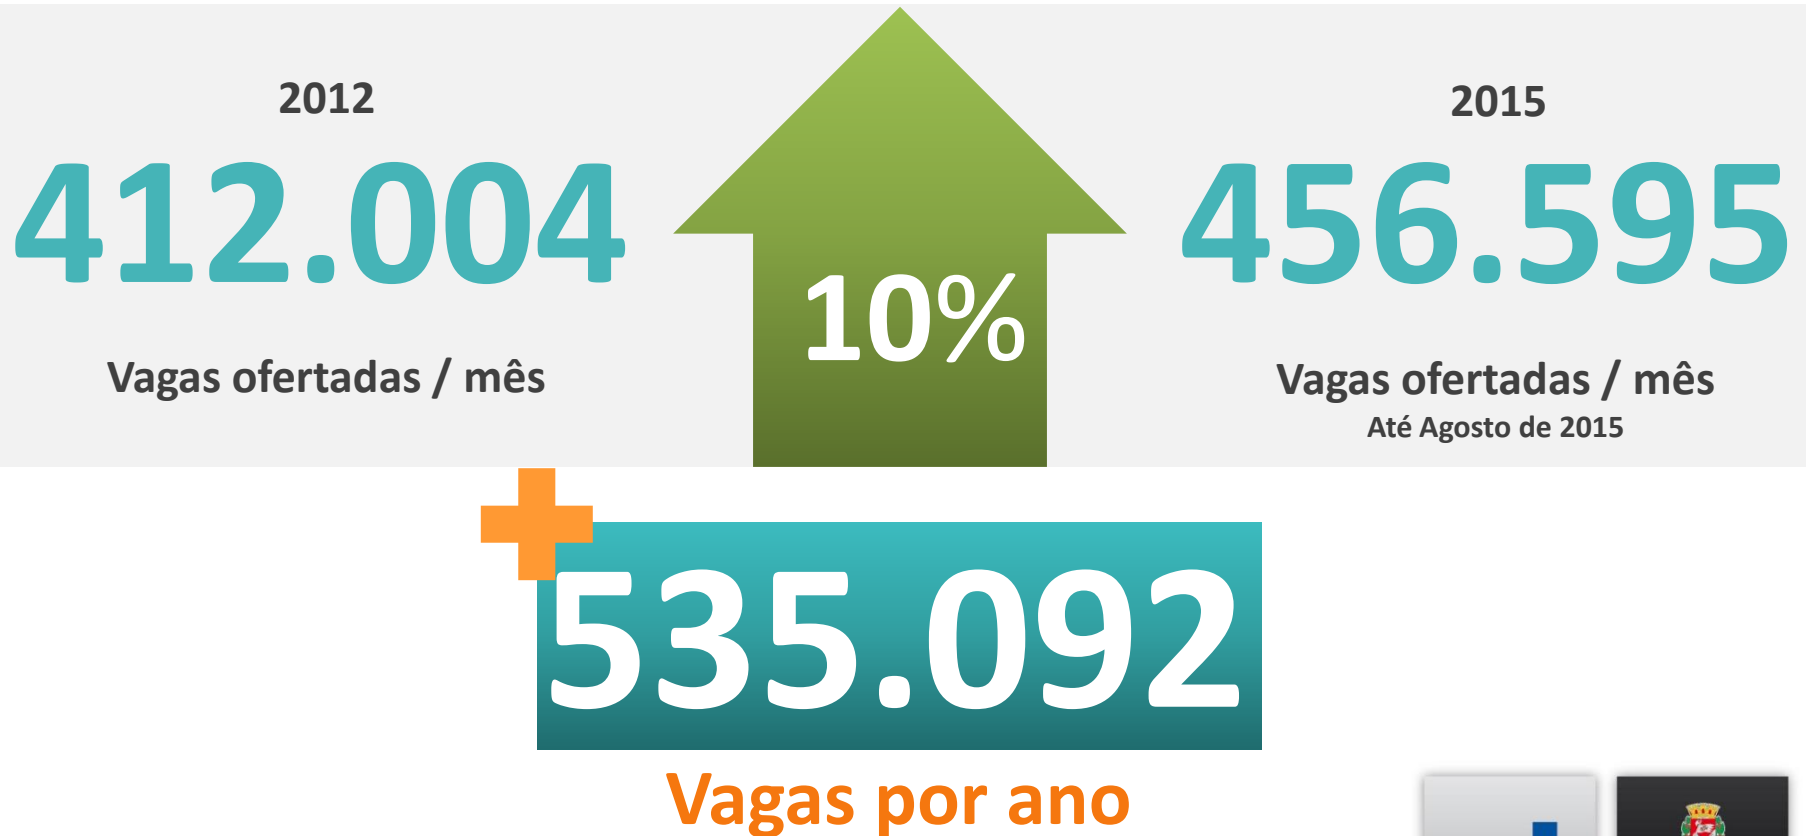 2012
412.004
Vagas ofertadas / mês
10%
2015
456.595
Vagas ofertadas / mês
Até Agosto de 2015
+
535.092
Vagas por ano